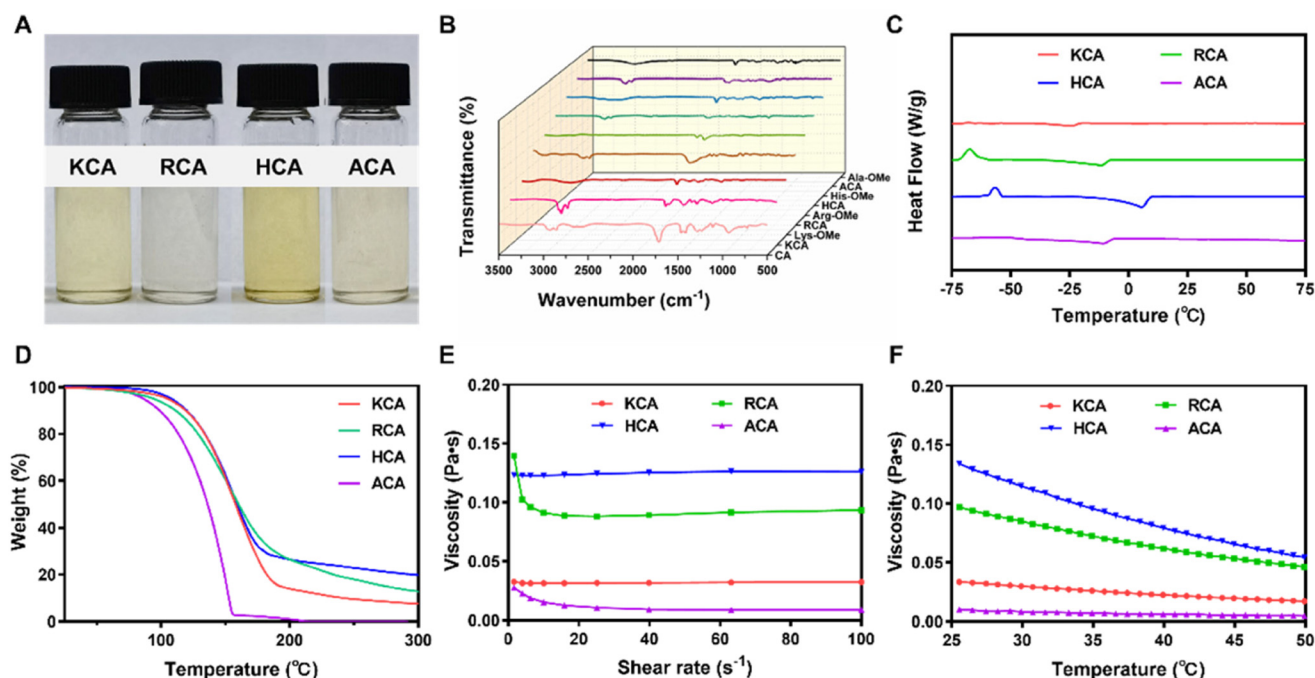 A
KCA RCA HCA ACA
B
Transmittance (%)
3500 3000 2500 2000 1500 1000 500
Wavenumber (cm⁻¹)
Ala-OMe
ACA
His-OMe
HCA
Arg-OMe
RCA
Lys-OMe
KCA
CA
C
KCA RCA
HCA ACA
Heat Flow (W/g)
-75 -50 -25 0 25 50 75
Temperature (℃)
D
KCA
RCA
HCA
ACA
Weight (%)
100
80
60
40
20
0
100 200 300
Temperature (℃)
E
KCA RCA
HCA ACA
Viscosity (Pa•s)
0.20
0.15
0.10
0.05
0.00
0 20 40 60 80 100
Shear rate (s⁻¹)
F
KCA RCA
HCA ACA
Viscosity (Pa•s)
0.20
0.15
0.10
0.05
0.00
25 30 35 40 45 50
Temperature (℃)